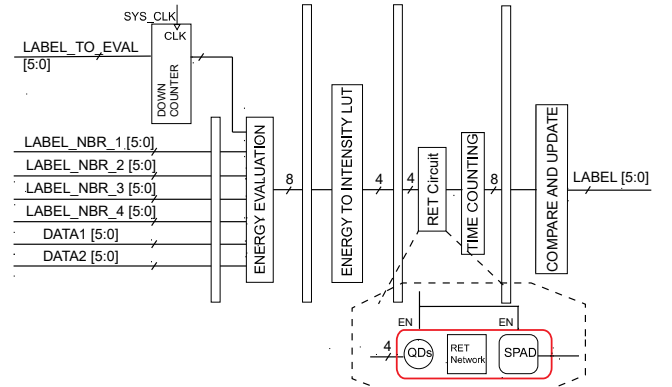 SYS_CLK
CLK
LABEL_TO_EVAL
[5:0]
DOWN
COUNTER
LABEL_NBR_1 [5:0]
LABEL_NBR_2 [5:0]
LABEL_NBR_3 [5:0]
LABEL_NBR_4 [5:0]
DATA1 [5:0]
DATA2 [5:0]
ENERGY EVALUATION
8
ENERGY TO INTENSITY LUT
4
4
RET Circuit
TIME COUNTING
8
COMPARE AND UPDATE
LABEL [5:0]
EN
EN
4
QDs
RET
Network
SPAD